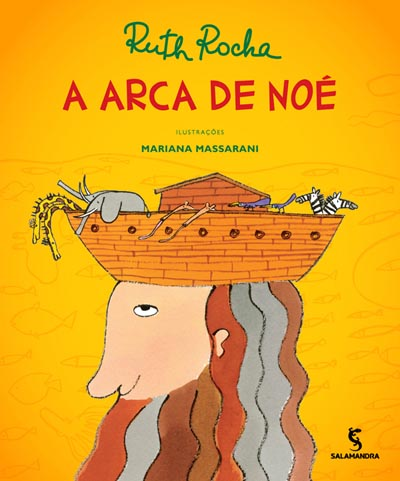 Ruth Rocha
A ARCA DE NOÉ
ILUSTRAÇÕES
MARIANA MASSARANI
SALAMANDRA